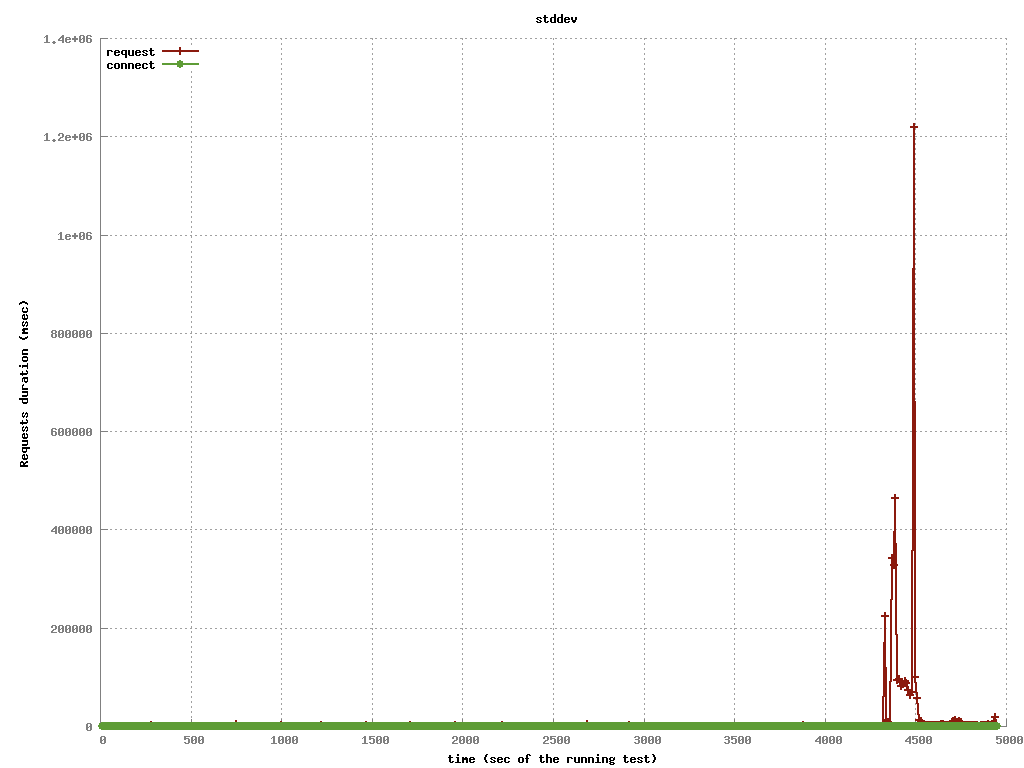 stddev
1.4e+06
request
connect
1.2e+06
1e+06
800000
Requests duration (msec)
600000
400000
200000
0
0 500 1000 1500 2000 2500 3000 3500 4000 4500 5000
time (sec of the running test)